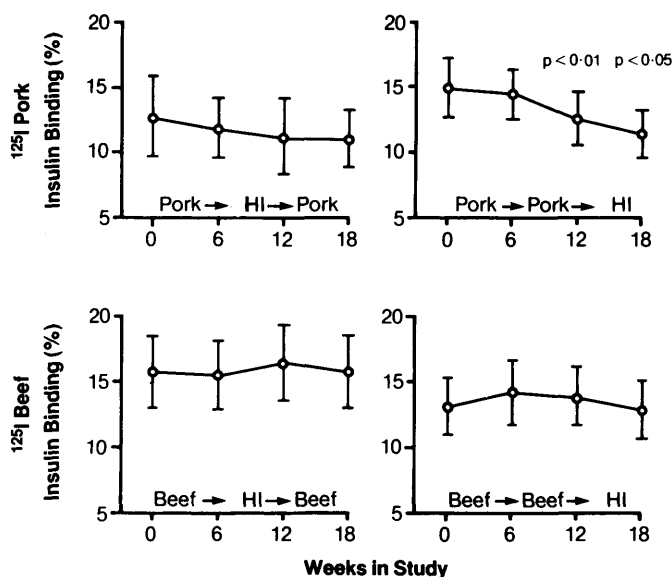 ¹²⁵I Pork
Insulin Binding (%)
20
15
10
5
Pork → HI → Pork
0 6 12 18
20
15
10
5
p < 0·01 p < 0·05
Pork → Pork → HI
0 6 12 18
¹²⁵I Beef
Insulin Binding (%)
20
15
10
5
Beef → HI → Beef
0 6 12 18
20
15
10
5
Beef → Beef → HI
0 6 12 18
Weeks in Study